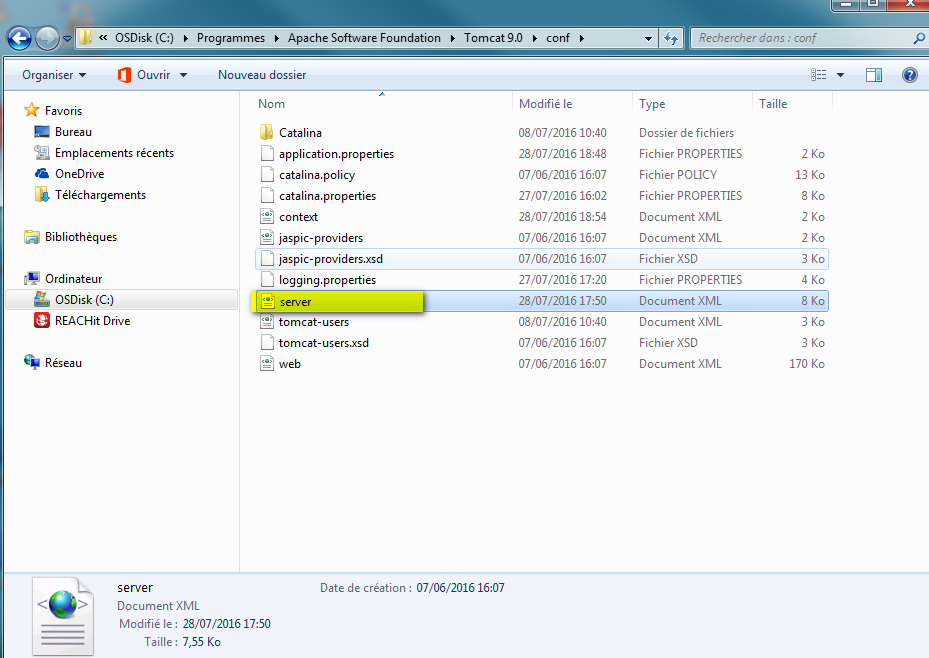 « OSDisk (C:) Programmes Apache Software Foundation Tomcat 9.0 conf Rechercher dans : conf
Organiser Ouvrir Nouveau dossier
Favoris
Bureau
Emplacements récents
OneDrive
Téléchargements
Bibliothèques
Ordinateur
OSDisk (C:)
REACHit Drive
Réseau
Nom Modifié le Type Taille
Catalina 08/07/2016 10:40 Dossier de fichiers
application.properties 28/07/2016 18:48 Fichier PROPERTIES 2 Ko
catalina.policy 07/06/2016 16:07 Fichier POLICY 13 Ko
catalina.properties 27/07/2016 16:02 Fichier PROPERTIES 8 Ko
context 28/07/2016 18:54 Document XML 2 Ko
jaspic-providers 07/06/2016 16:07 Document XML 2 Ko
jaspic-providers.xsd 07/06/2016 16:07 Fichier XSD 3 Ko
logging.properties 27/07/2016 17:20 Fichier PROPERTIES 4 Ko
server 28/07/2016 17:50 Document XML 8 Ko
tomcat-users 08/07/2016 10:40 Document XML 3 Ko
tomcat-users.xsd 07/06/2016 16:07 Fichier XSD 3 Ko
web 07/06/2016 16:07 Document XML 170 Ko
server Date de création : 07/06/2016 16:07
Document XML
Modifié le : 28/07/2016 17:50
Taille : 7,55 Ko